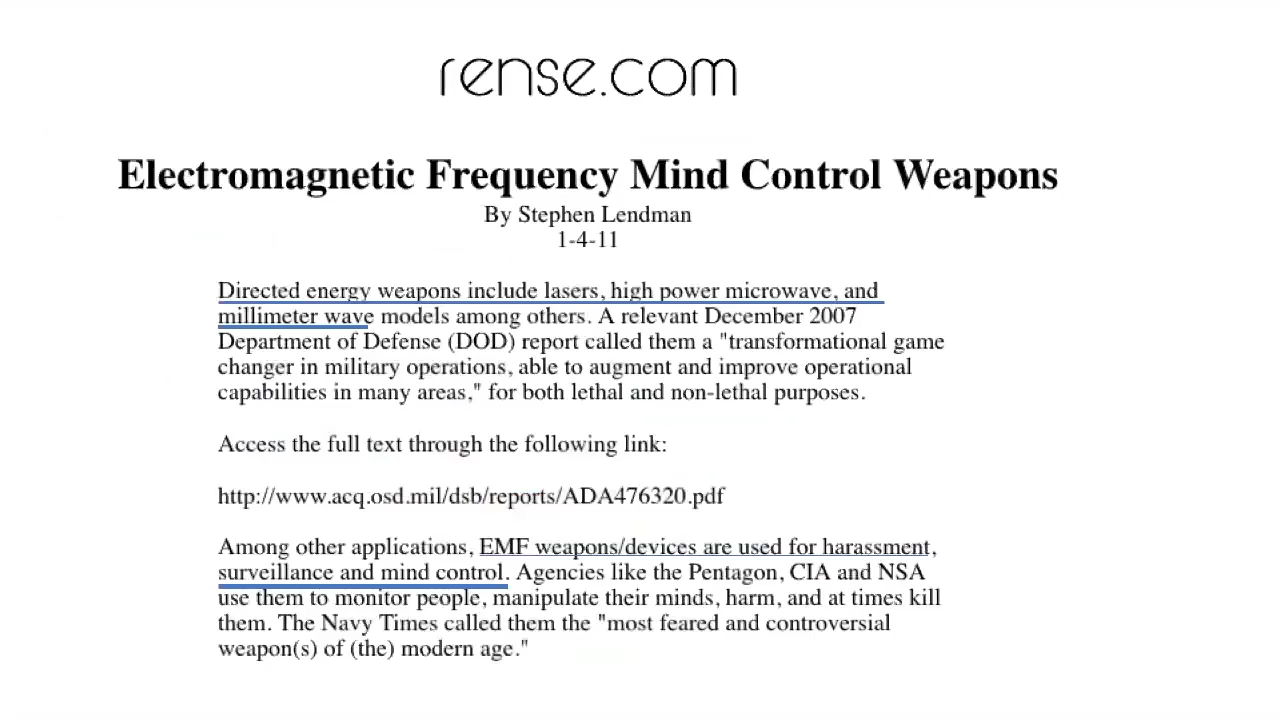 rense.com
Electromagnetic Frequency Mind Control Weapons
By Stephen Lendman
1-4-11
Directed energy weapons include lasers, high power microwave, and
millimeter wave models among others. A relevant December 2007
Department of Defense (DOD) report called them a "transformational game
changer in military operations, able to augment and improve operational
capabilities in many areas," for both lethal and non-lethal purposes.
Access the full text through the following link:
http://www.acq.osd.mil/dsb/reports/ADA476320.pdf
Among other applications, EMF weapons/devices are used for harassment,
surveillance and mind control. Agencies like the Pentagon, CIA and NSA
use them to monitor people, manipulate their minds, harm, and at times kill
them. The Navy Times called them the "most feared and controversial
weapon(s) of (the) modern age."